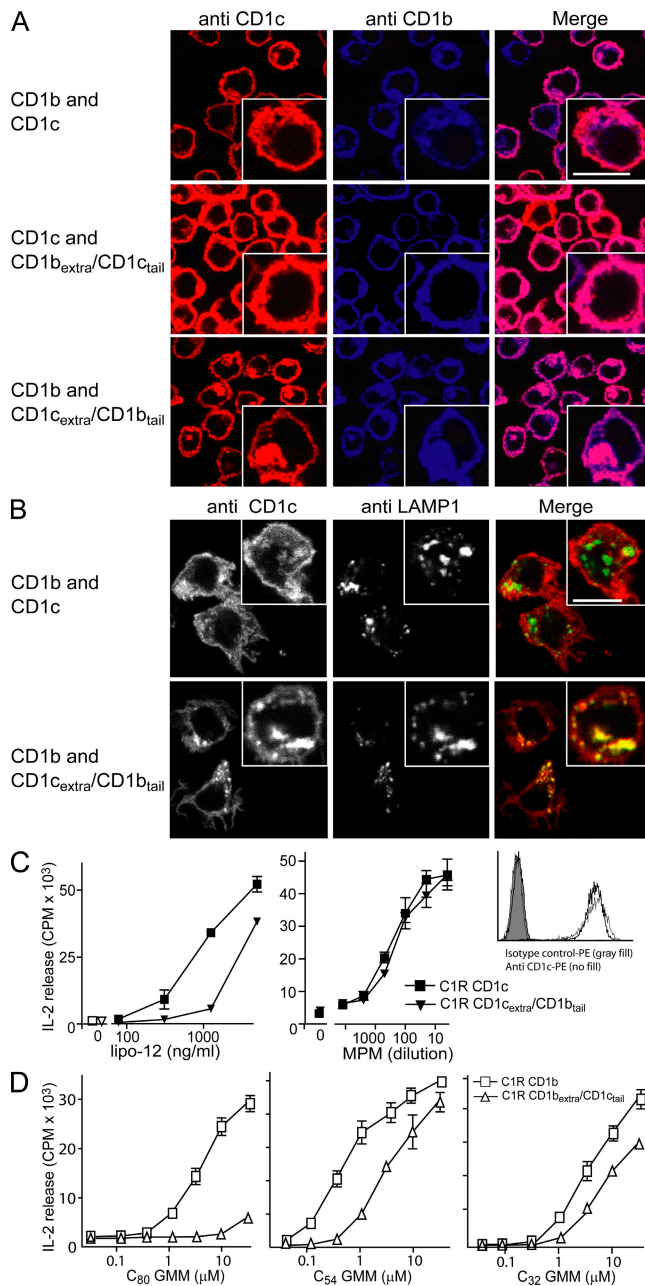 A
anti CD1c anti CD1b Merge
CD1b and
CD1c
CD1c and
CD1bextra/CD1ctail
CD1b and
CD1cextra/CD1btail
B
anti CD1c anti LAMP1 Merge
CD1b and
CD1c
CD1b and
CD1cextra/CD1btail
C
IL-2 release (CPM x 10³)
50
25
0
0 100 1000
lipo-12 (ng/ml)
50
40
30
20
10
0
0 1000 100 10
MPM (dilution)
Isotype control-PE (gray fill)
Anti CD1c-PE (no fill)
C1R CD1c
C1R CD1cextra/CD1btail
D
IL-2 release (CPM x 10³)
30
20
10
0
0.1 1 10
C80 GMM (µM)
0.1 1 10
C54 GMM (µM)
C1R CD1b
C1R CD1bextra/CD1ctail
0.1 1 10
C32 GMM (µM)